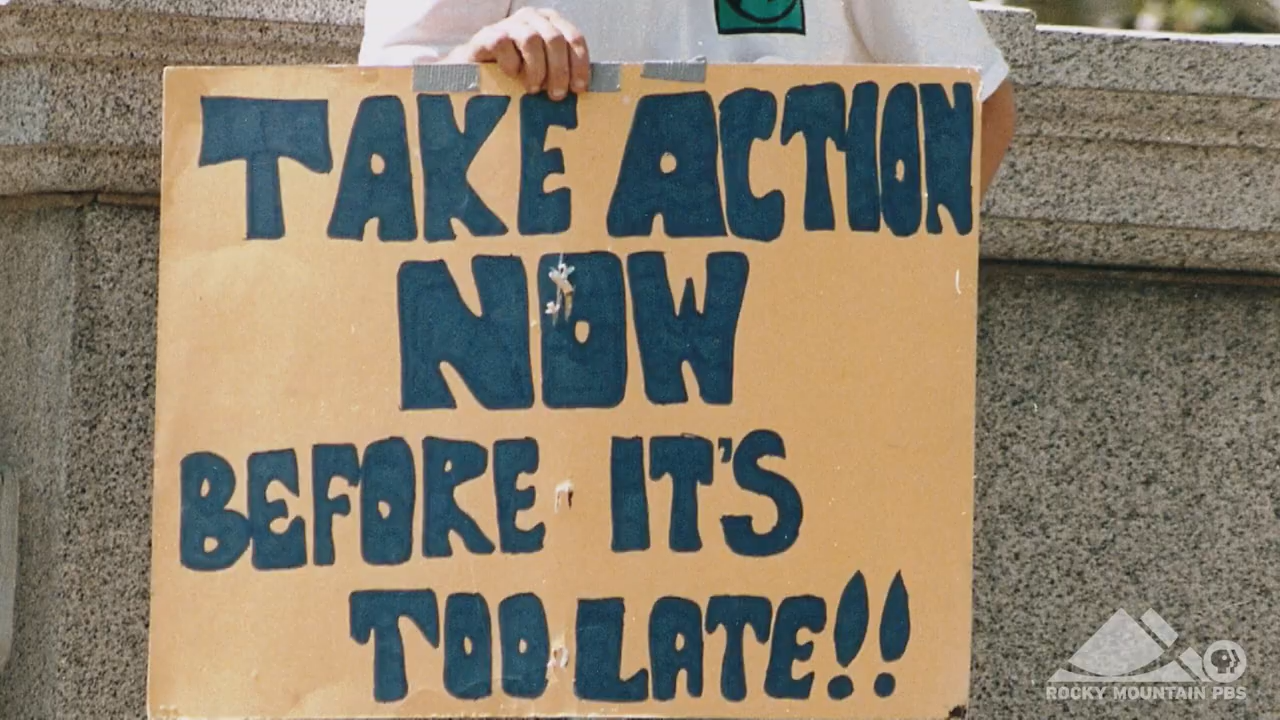 TAKE ACTION
NOW
BEFORE IT'S
TOO LATE!!
ROCKY MOUNTAIN PBS